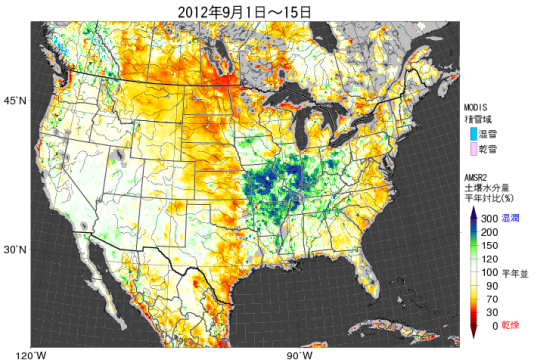 2012年9月1日～15日
45°N
30°N
120°W
90°W
MODIS
積雪域
湿雪
乾雪
AMSR2
土壌水分量
平年対比(%)
300 湿潤
200
150
120
100 平年並
90
70
30
0 乾燥